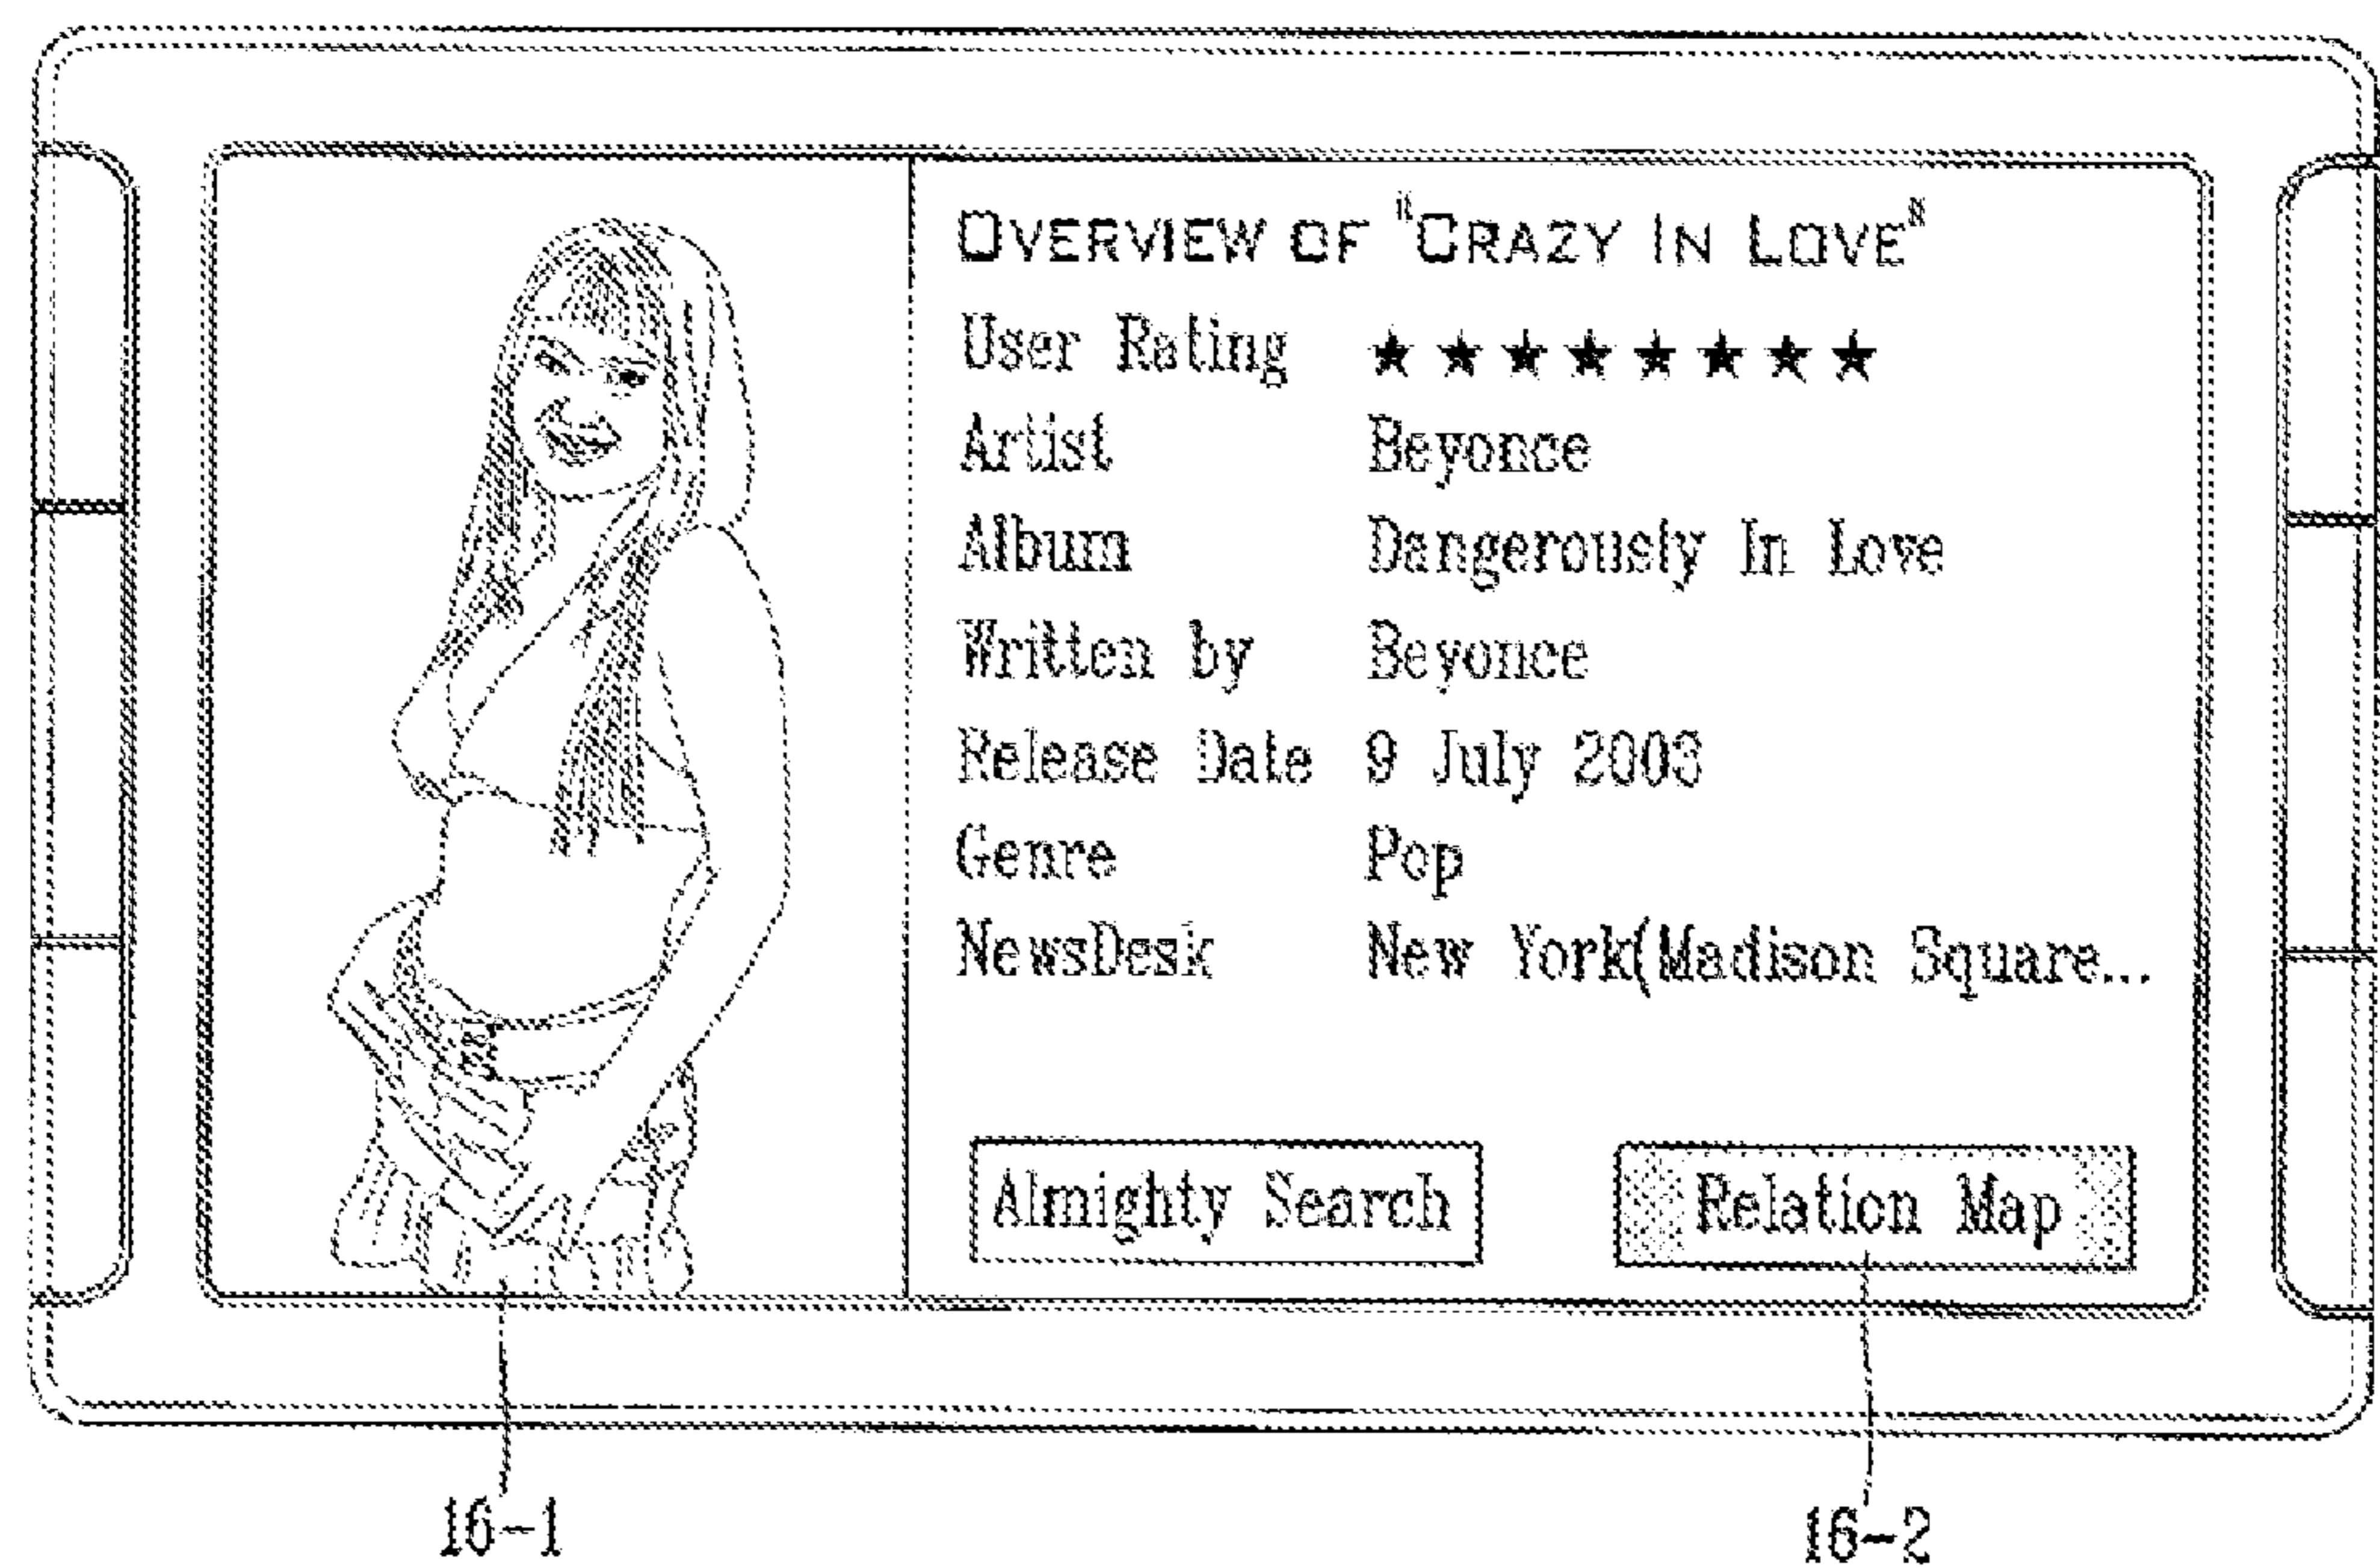 OVERVIEW OF "CRAZY IN LOVE"
User Rating ★★★★★★★★
Artist Beyonce
Album Dangerously In Love
Written by Beyonce
Release Date 9 July 2003
Genre Pop
NewsDesk New York(Madison Square...
Almighty Search Relation Map
16-1 16-2